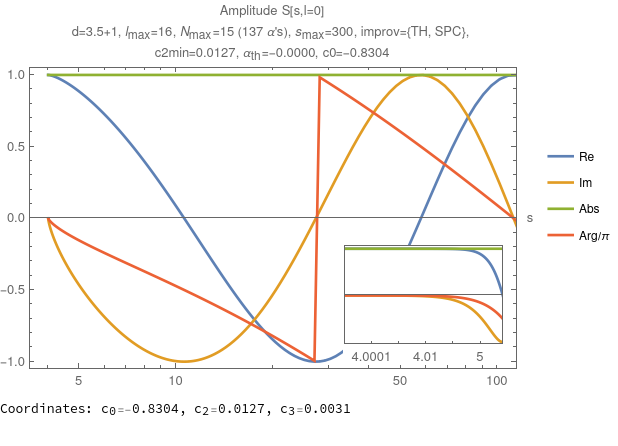 Amplitude S[s,l=0]
d=3.5+1, lmax=16, Nmax=15 (137 α's), smax=300, improv={TH, SPC},
c2min=0.0127, αth=-0.0000, c0=-0.8304
1.0
0.5
0.0
-0.5
-1.0
5
10
50
100
s
4.0001
4.01
5
Re
Im
Abs
Arg/π
Coordinates: c0=-0.8304, c2=0.0127, c3=0.0031